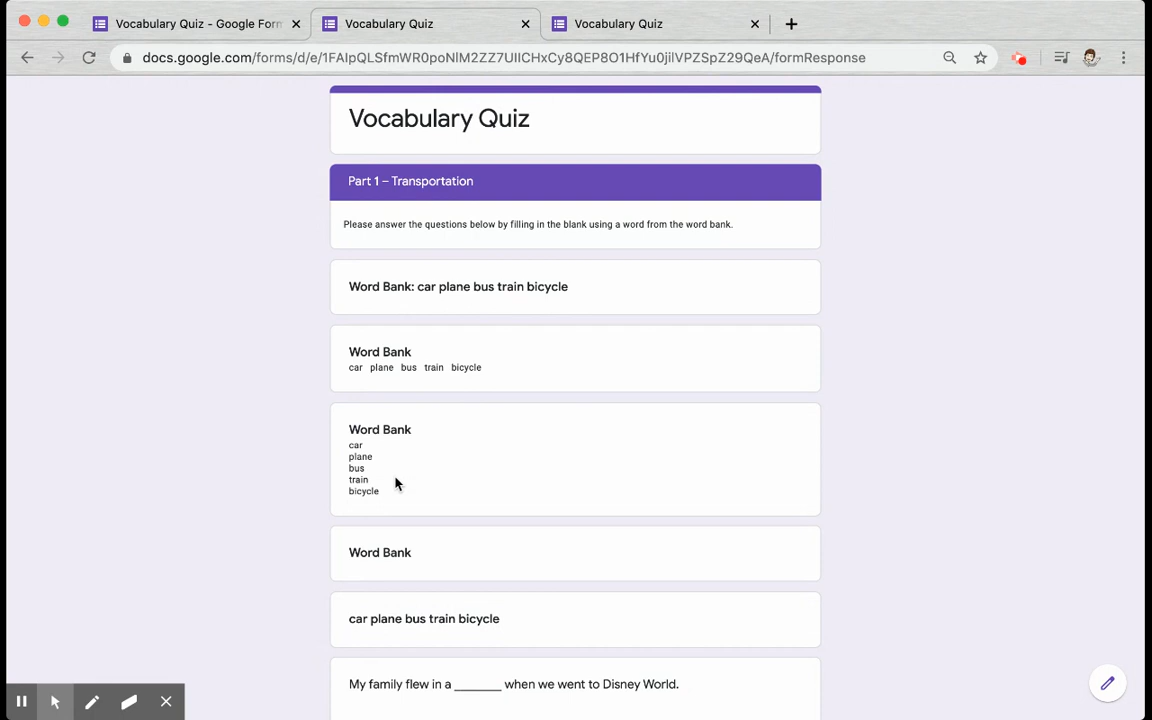 Vocabulary Quiz - Google Form
Vocabulary Quiz
Vocabulary Quiz
docs.google.com/forms/d/e/1FAIpQLSfmWR0poNlM2ZZ7UIICHxCy8QEP8O1HfYu0jilVPZSpZ29QeA/formResponse
Vocabulary Quiz
Part 1 – Transportation
Please answer the questions below by filling in the blank using a word from the word bank.
Word Bank: car plane bus train bicycle
Word Bank
car plane bus train bicycle
Word Bank
car
plane
bus
train
bicycle
Word Bank
car plane bus train bicycle
My family flew in a _______ when we went to Disney World.